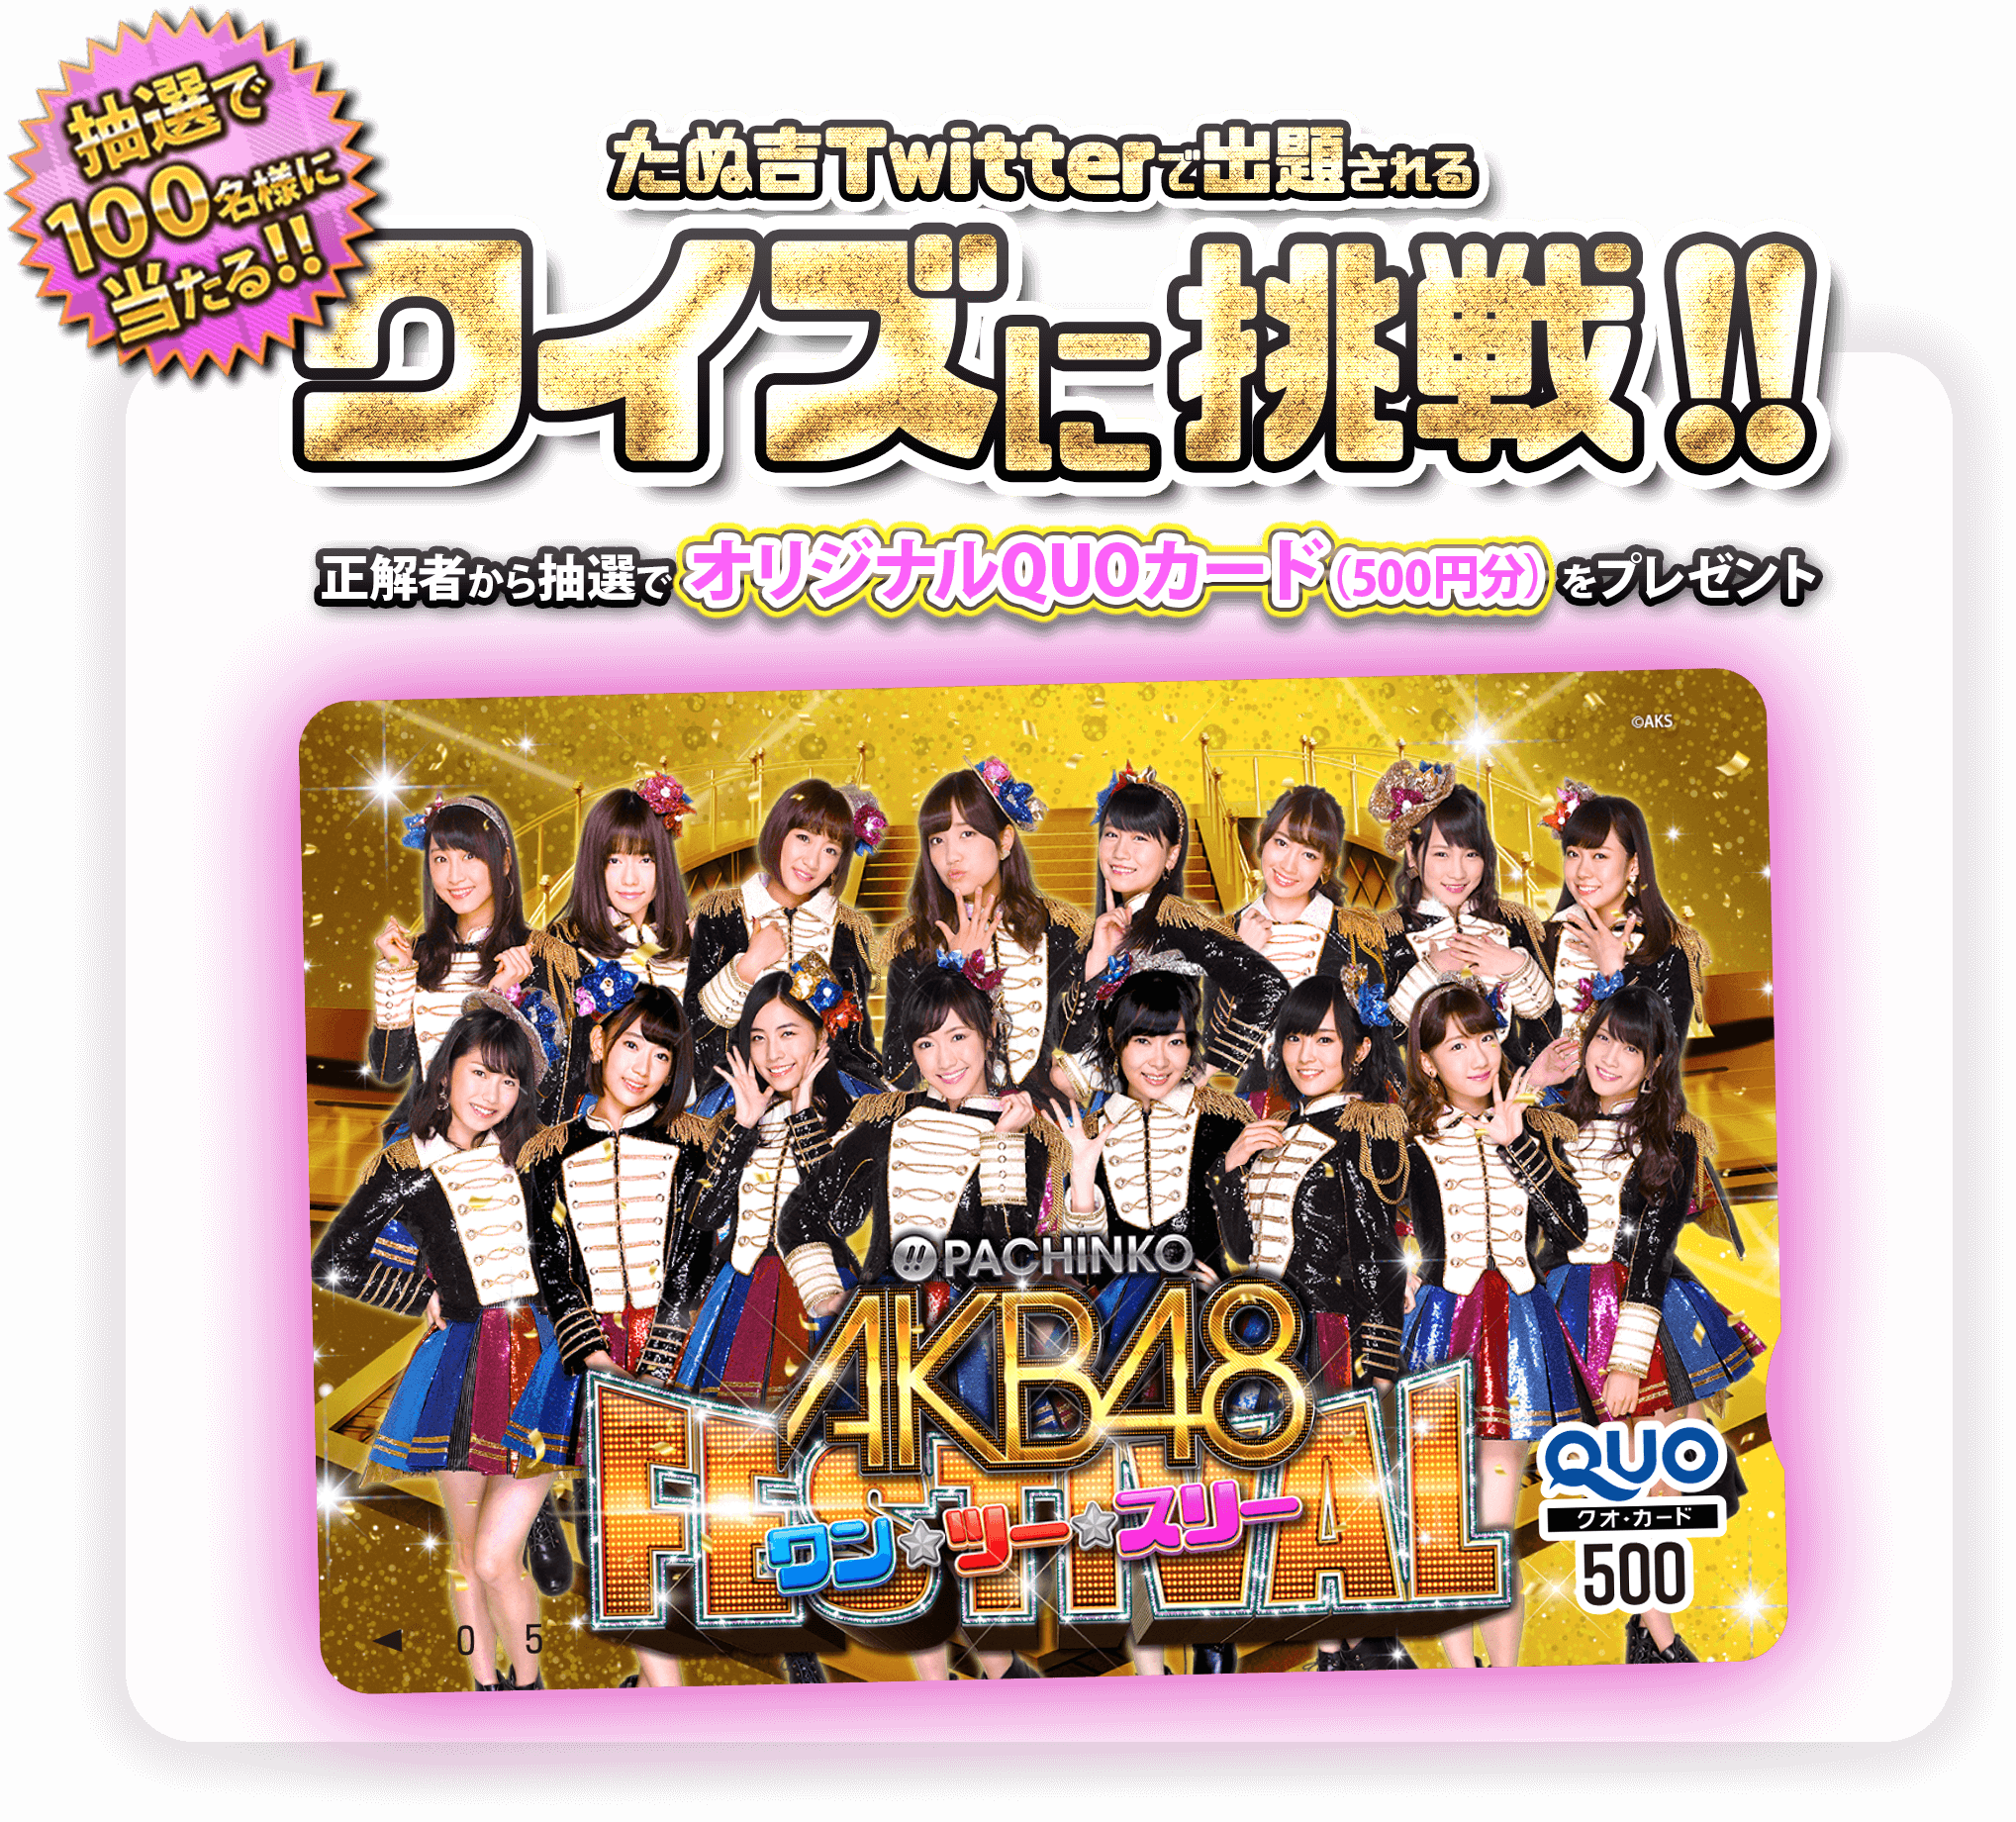 抽選で
100名様に
当たる!!
たぬ吉Twitterで出題される
クイズに挑戦!!
正解者から抽選でオリジナルQUOカード(500円分)をプレゼント
©AKS
PACHINKO
AKB48
FESTIVAL
ワン☆ツー☆スリー
QUO
クオ・カード
500
◀ 0 5